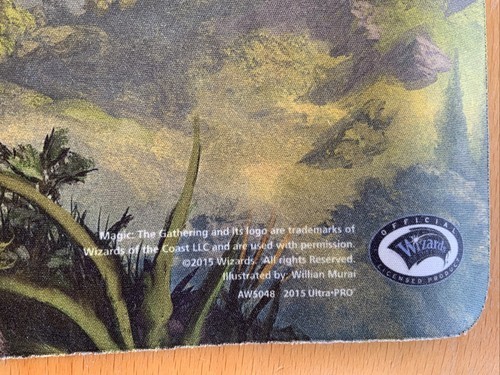 Magic: The Gathering and its logo are trademarks of
Wizards of the Coast LLC and are used with permission.
©2015 Wizards. All rights Reserved.
Illustrated by: Willian Murai
AW5048 2015 Ultra•PRO®
OFFICIAL
Wizards
LICENSED PRODUCT